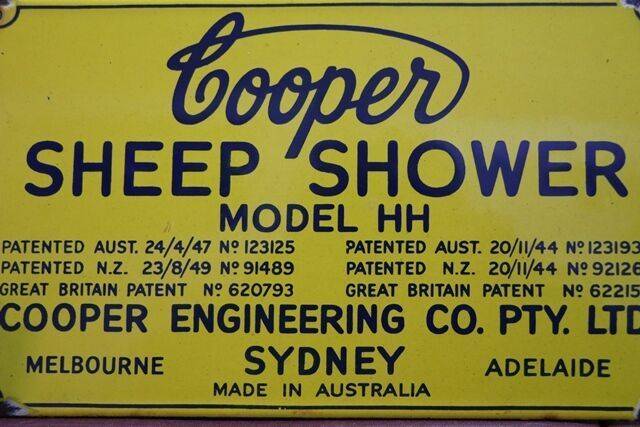 Cooper
SHEEP SHOWER
MODEL HH
PATENTED AUST. 24/4/47 Nº 123125 PATENTED AUST. 20/11/44 Nº 123193
PATENTED N.Z. 23/8/49 Nº 91489 PATENTED N.Z. 20/11/44 Nº 92126
GREAT BRITAIN PATENT Nº 620793 GREAT BRITAIN PATENT Nº 62215
COOPER ENGINEERING CO. PTY. LTD
MELBOURNE SYDNEY ADELAIDE
MADE IN AUSTRALIA